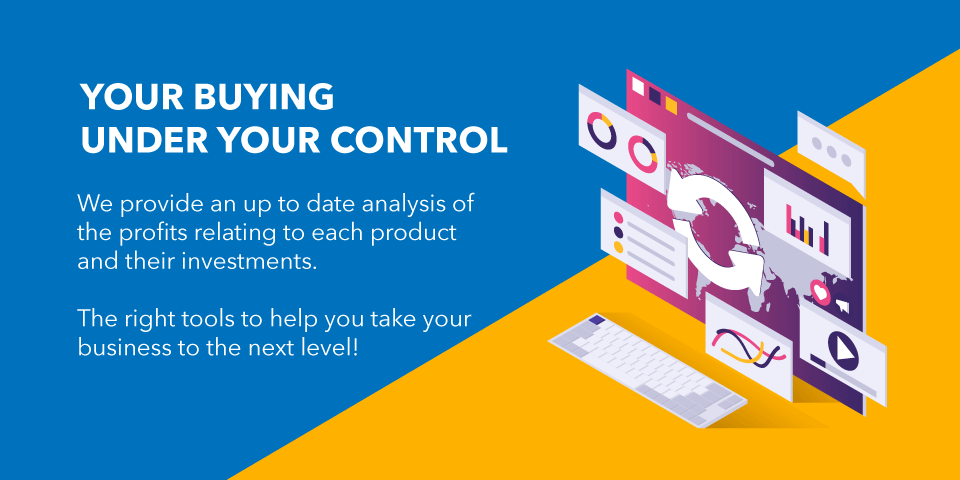 YOUR BUYING
UNDER YOUR CONTROL
We provide an up to date analysis of
the profits relating to each product
and their investments.
The right tools to help you take your
business to the next level!